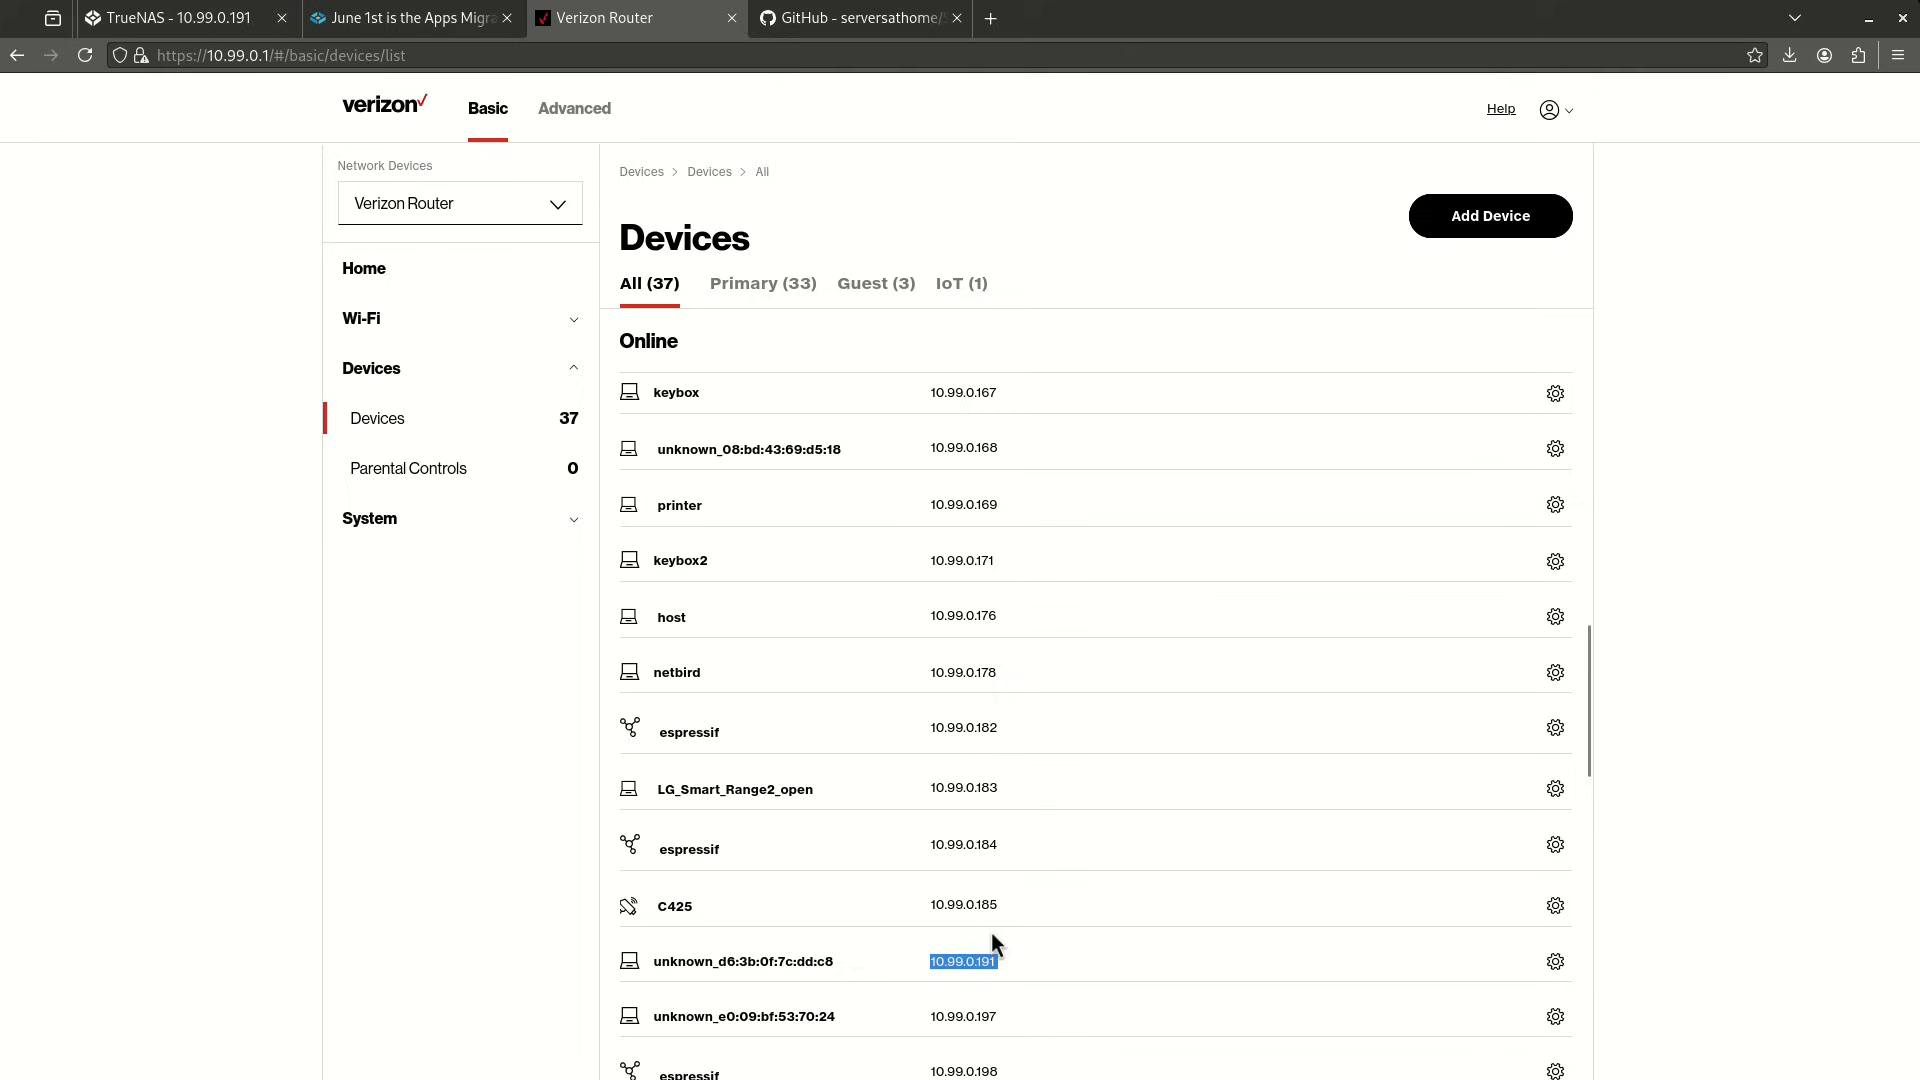 TrueNAS - 10.99.0.191
June 1st is the Apps Migra
Verizon Router
GitHub - serversathome/
https://10.99.0.1/#/basic/devices/list
verizon
Basic
Advanced
Help
Network Devices
Verizon Router
Home
Wi-Fi
Devices
Devices 37
Parental Controls 0
System
Devices > Devices > All
Devices
Add Device
All (37) Primary (33) Guest (3) IoT (1)
Online
keybox 10.99.0.167
unknown_08:bd:43:69:d5:18 10.99.0.168
printer 10.99.0.169
keybox2 10.99.0.171
host 10.99.0.176
netbird 10.99.0.178
espressif 10.99.0.182
LG_Smart_Range2_open 10.99.0.183
espressif 10.99.0.184
C425 10.99.0.185
unknown_d6:3b:0f:7c:dd:c8 10.99.0.191
unknown_e0:09:bf:53:70:24 10.99.0.197
espressif 10.99.0.198